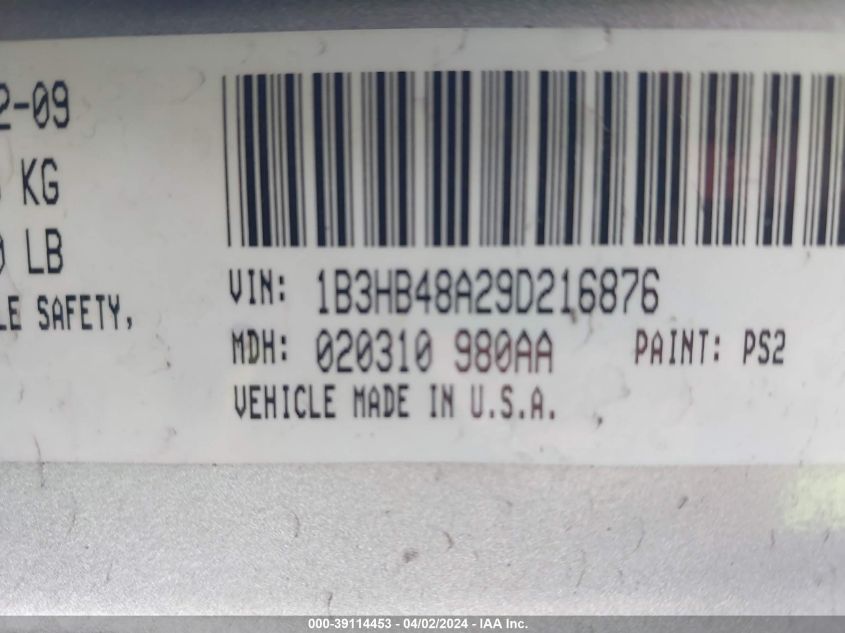 2-09
KG
LB
LE SAFETY,
VIN: 1B3HB48A29D216876
MDH: 020310 980AA PAINT: PS2
VEHICLE MADE IN U.S.A.
000-39114453 - 04/02/2024 - IAA Inc.